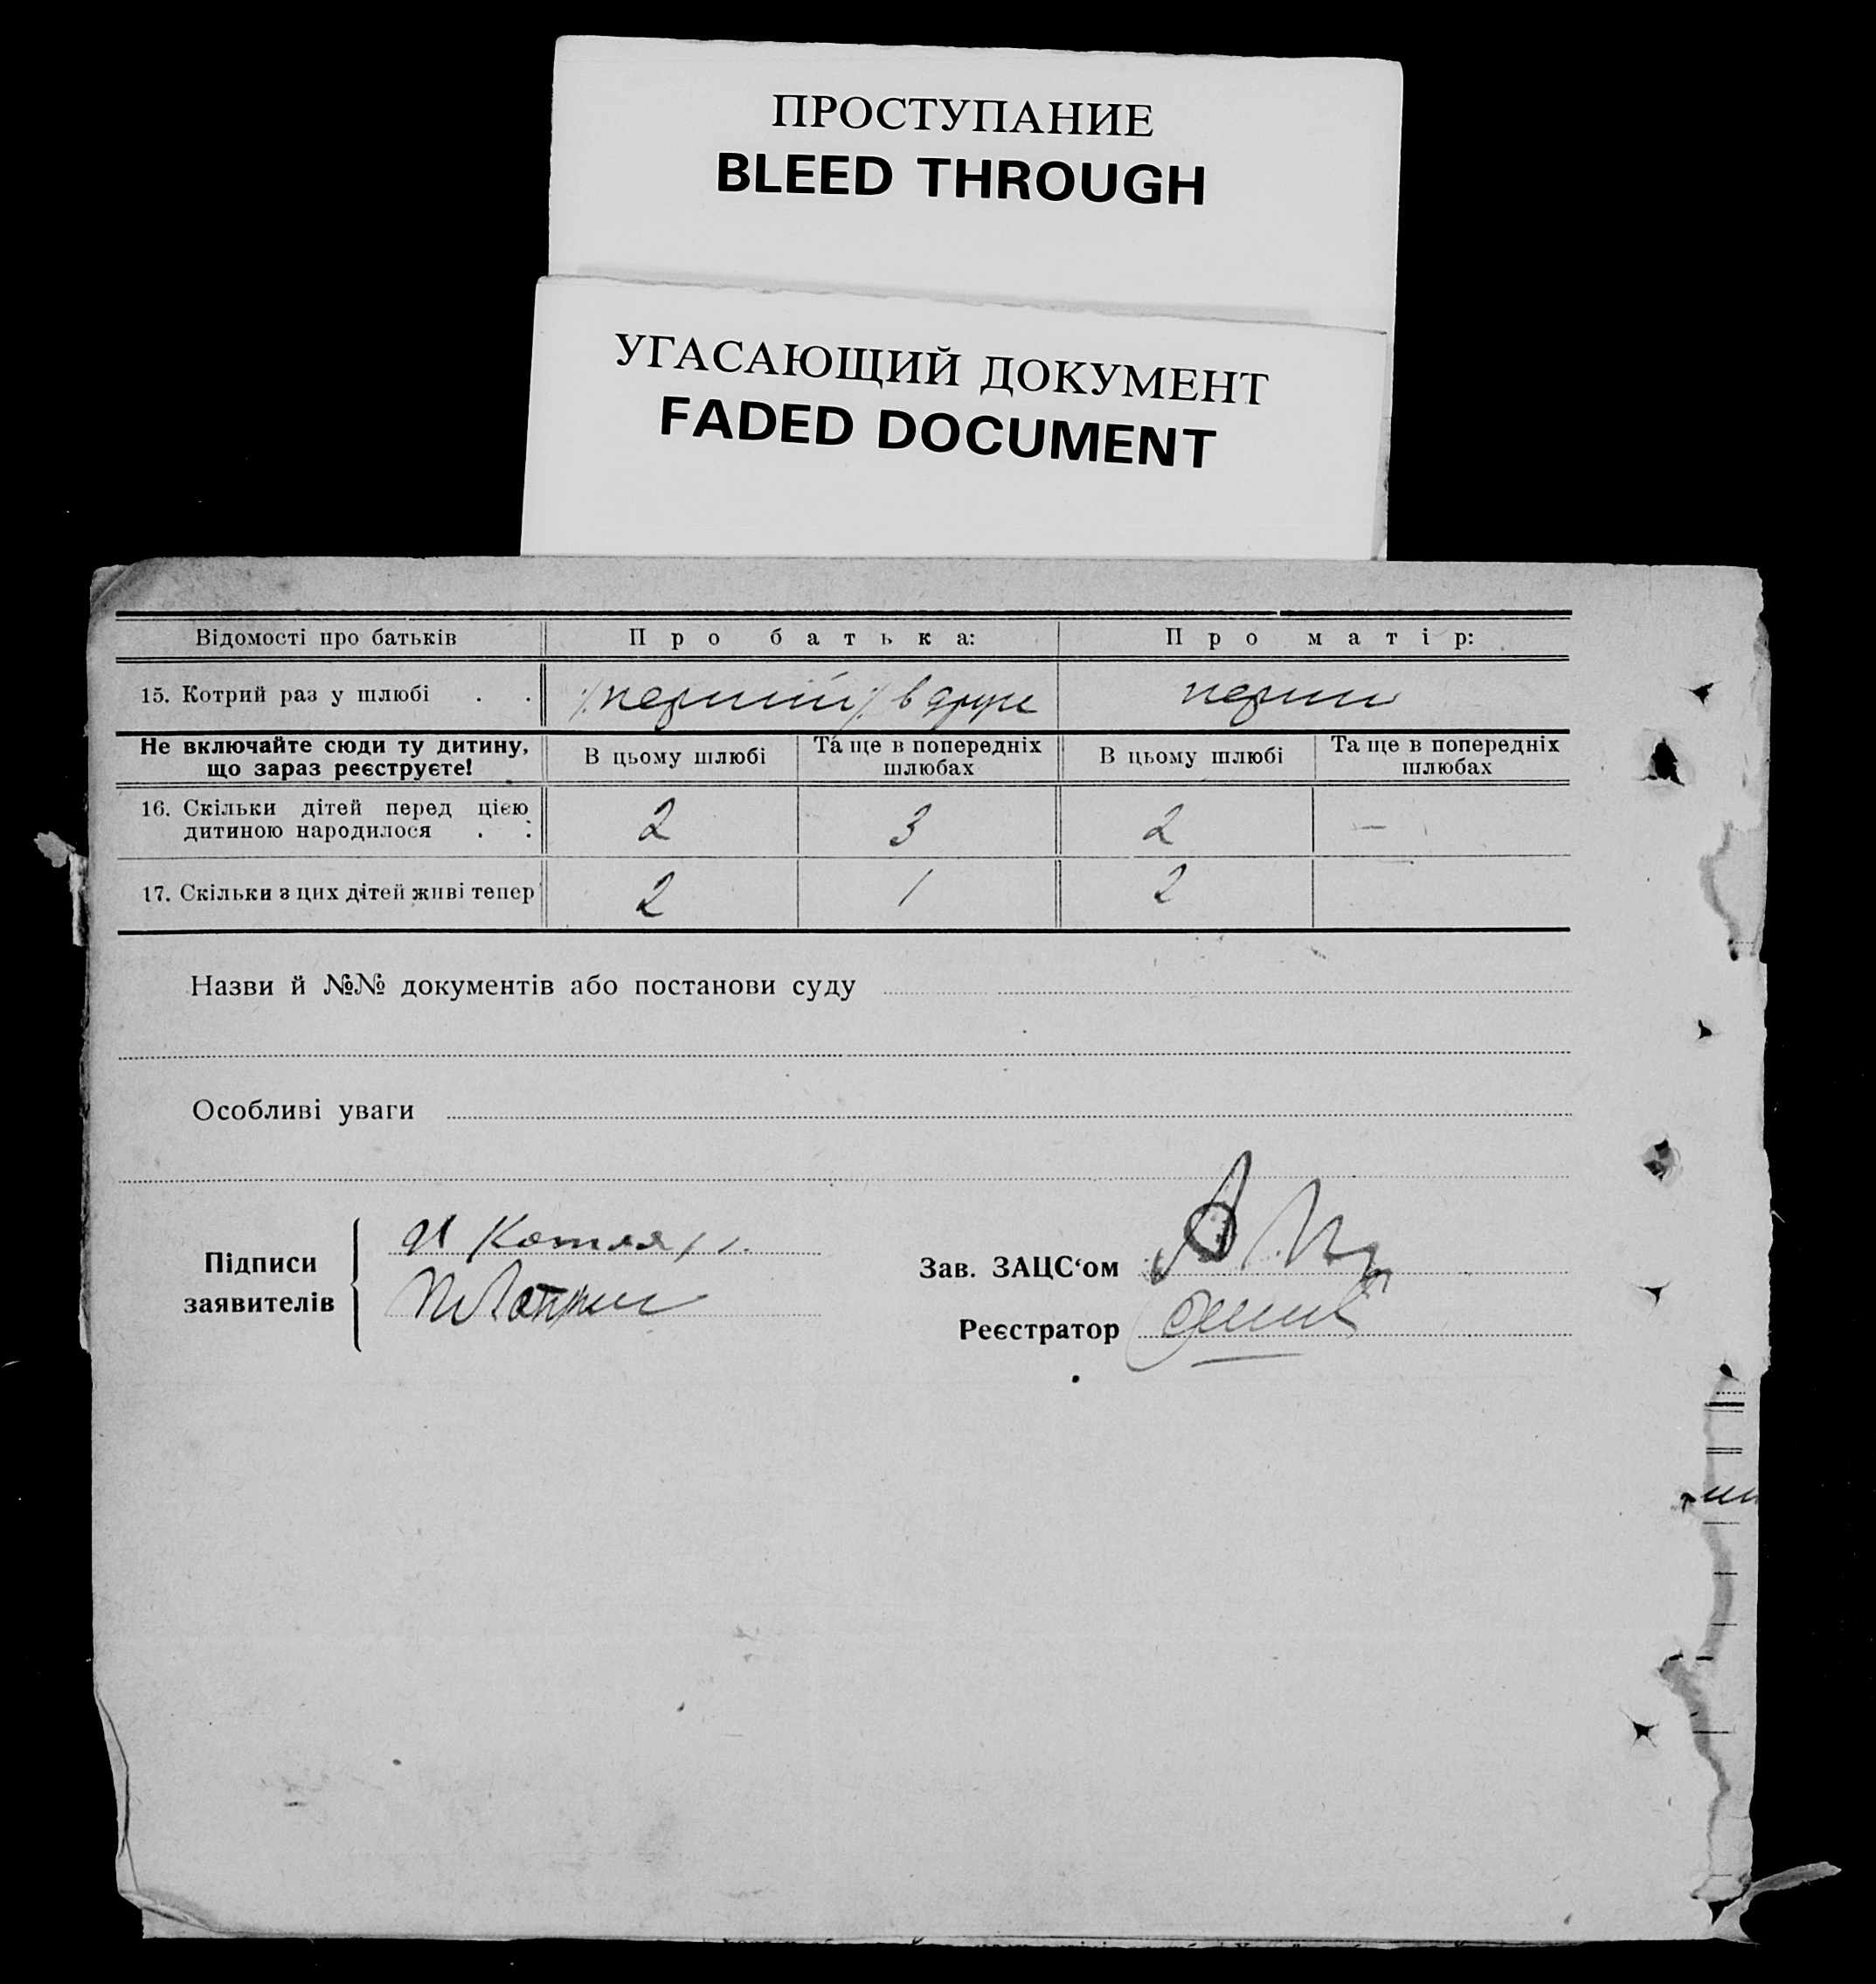 ПРОСТУПАНИЕ
BLEED THROUGH
УГАСАЮЩИЙ ДОКУМЕНТ
FADED DOCUMENT
Відомості про батьків Про батька: Про матір:
15. Котрий раз у шлюбі . . перший в друге перший
Не включайте сюди ту дитину, що зараз реєструєте! В цьому шлюбі Та ще в попередніх шлюбах В цьому шлюбі Та ще в попередніх шлюбах
16. Скільки дітей перед цією дитиною народилося . . 2 3 2 —
17. Скільки з цих дітей живі тепер 2 1 2
Назви й №№ документів або постанови суду
Особливі уваги
Підписи заявителів
Зав. ЗАЦС‘ом
Реєстратор